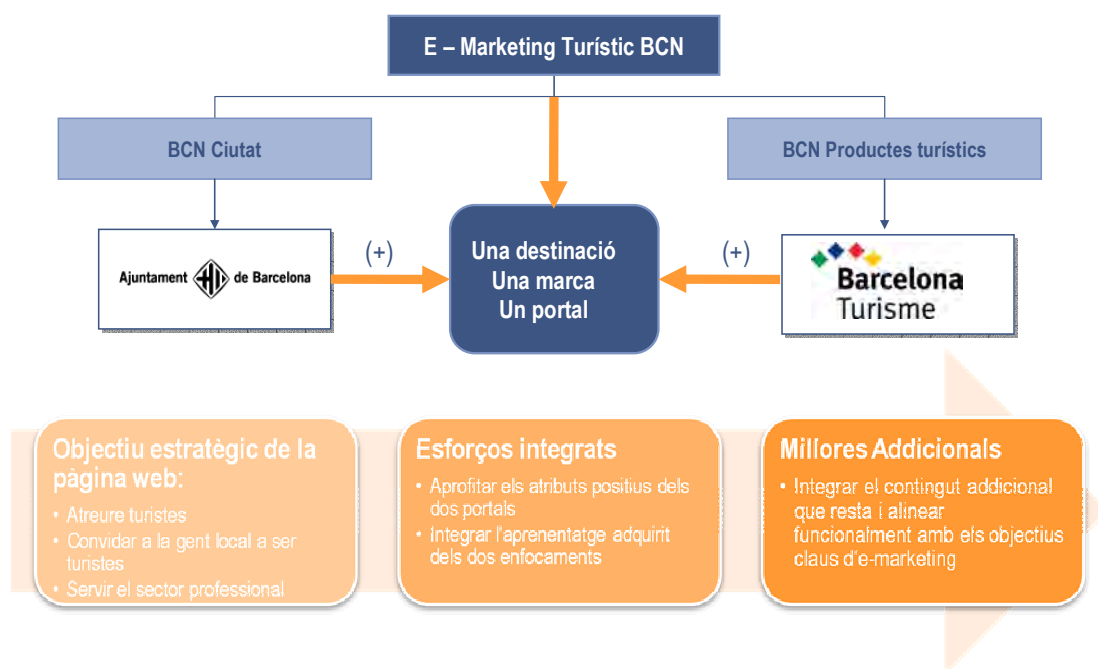 E – Marketing Turístic BCN
BCN Ciutat
BCN Productes turístics
Ajuntament de Barcelona
(+)
Una destinació
Una marca
Un portal
(+)
Barcelona
Turisme
Objectiu estratègic de la
pàgina web:
• Atreure turistes
• Convidar a la gent local a ser
turistes
• Servir el sector professional
Esforços integrats
• Aprofitar els atributs positius dels
dos portals
• Integrar l'aprenentatge adquirit
dels dos enfocaments
Millores Addicionals
• Integrar el contingut addicional
que resta i alinear
funcionalment amb els objectius
claus d'e-marketing